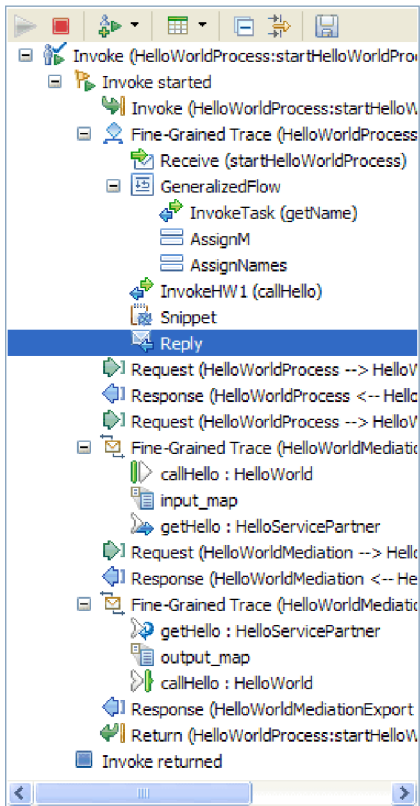 Invoke (HelloWorldProcess:startHelloWorldPro
Invoke started
Invoke (HelloWorldProcess:startHelloW
Fine-Grained Trace (HelloWorldProcess
Receive (startHelloWorldProcess)
GeneralizedFlow
InvokeTask (getName)
AssignM
AssignNames
InvokeHW1 (callHello)
Snippet
Reply
Request (HelloWorldProcess --> HelloW
Response (HelloWorldProcess <-- Hello
Request (HelloWorldProcess --> HelloW
Fine-Grained Trace (HelloWorldMediatic
callHello : HelloWorld
input_map
getHello : HelloServicePartner
Request (HelloWorldMediation --> Hello
Response (HelloWorldMediation <-- He
Fine-Grained Trace (HelloWorldMediatic
getHello : HelloServicePartner
output_map
callHello : HelloWorld
Response (HelloWorldMediationExport
Return (HelloWorldProcess:startHelloW
Invoke returned